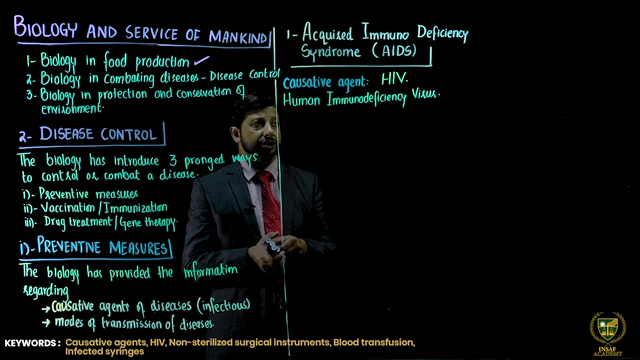 BIOLOGY AND SERVICE OF MANKIND
1- Biology in food production ✓
2- Biology in combating diseases - Disease control
3- Biology in protection and conservation of
environment.
2- DISEASE CONTROL
The biology has introduce 3 pronged ways
to control or combat a disease.
i)- Preventive measures
ii)- Vaccination/Immunization
iii)- Drug treatment/Gene therapy.
i)- PREVENTIVE MEASURES
The biology has provided the information
regarding
→ Causative agents of diseases (infectious)
→ modes of transmission of diseases
1- ACQUIRED IMMUNO DEFICIENCY
SYNDROME (AIDS)
Causative agent: HIV.
Human Immunodeficiency Virus.
KEYWORDS : Causative agents, HIV, Non-sterilized surgical instruments, Blood transfusion,
Infected syringes
INSAF
ACADEMY